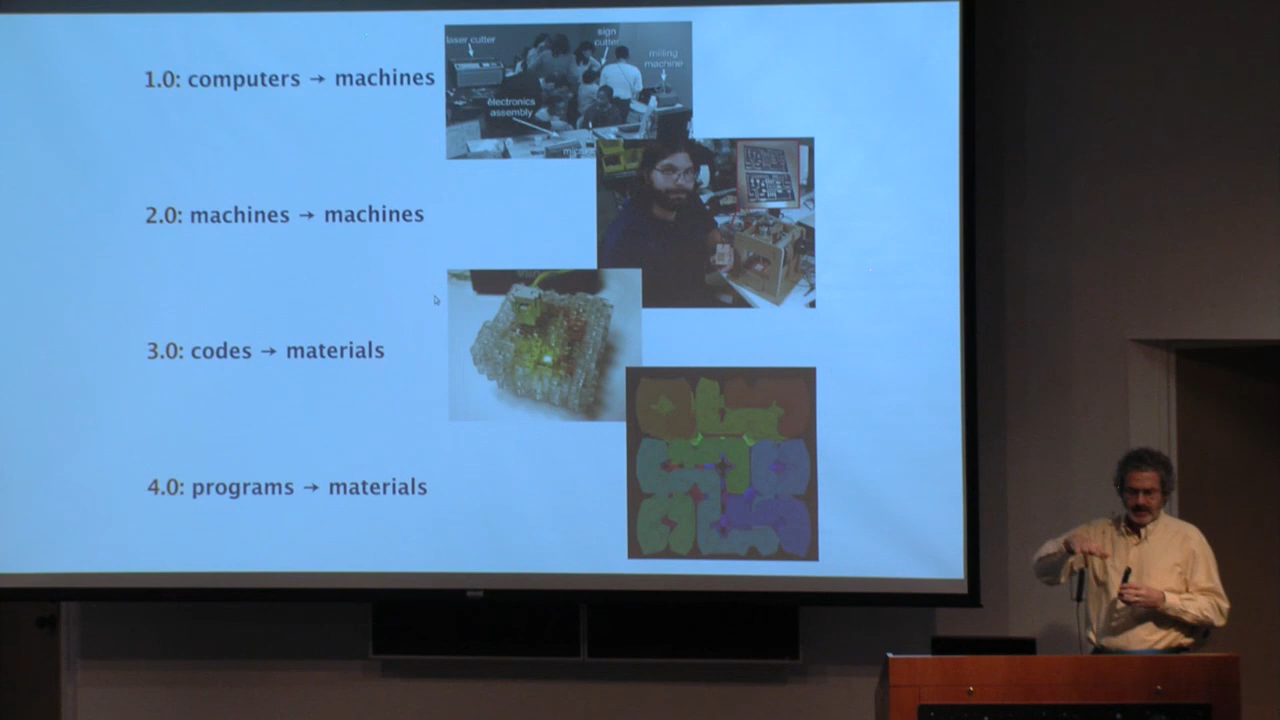 1.0: computers → machines
laser cutter
sign
cutter
milling
machine
electronics
assembly
2.0: machines → machines
3.0: codes → materials
4.0: programs → materials